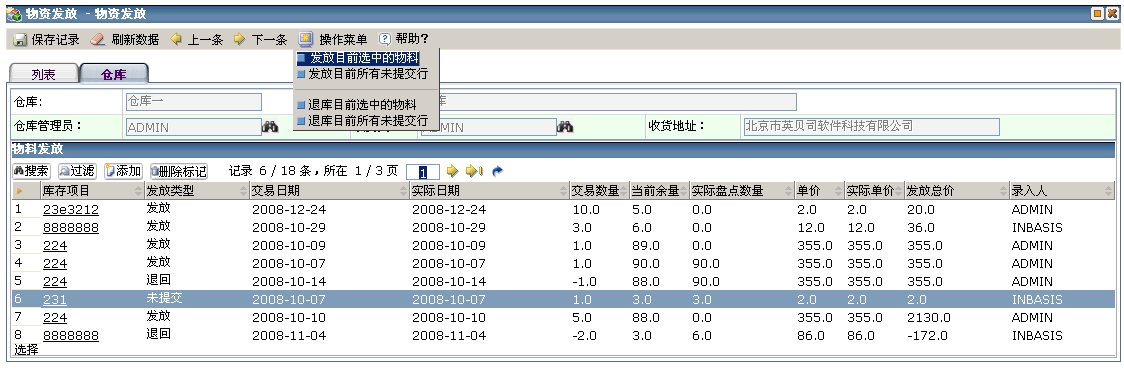 物资发放 - 物资发放
保存记录 刷新数据 上一条 下一条 操作菜单 帮助?
发放目前选中的物料
发放目前所有未提交行
退库目前选中的物料
退库目前所有未提交行
列表 仓库
仓库: 仓库一 库
仓库管理员: ADMIN ADMIN 收货地址: 北京市英贝司软件科技有限公司
物料发放
搜索 过滤 添加 删除标记 记录 6 / 18 条,所在 1 / 3 页 1
库存项目 发放类型 交易日期 实际日期 交易数量 当前余量 实际盘点数量 单价 实际单价 发放总价 录入人
1 23e3212 发放 2008-12-24 2008-12-24 10.0 5.0 0.0 2.0 2.0 20.0 ADMIN
2 8888888 发放 2008-10-29 2008-10-29 3.0 6.0 0.0 12.0 12.0 36.0 INBASIS
3 224 发放 2008-10-09 2008-10-09 1.0 89.0 0.0 355.0 355.0 355.0 ADMIN
4 224 发放 2008-10-07 2008-10-07 1.0 90.0 90.0 355.0 355.0 355.0 ADMIN
5 224 退回 2008-10-14 2008-10-14 -1.0 88.0 90.0 355.0 355.0 355.0 ADMIN
6 231 未提交 2008-10-07 2008-10-07 1.0 3.0 3.0 2.0 2.0 2.0 INBASIS
7 224 发放 2008-10-10 2008-10-10 5.0 88.0 0.0 355.0 355.0 2130.0 ADMIN
8 8888888 退回 2008-11-04 2008-11-04 -2.0 3.0 6.0 86.0 86.0 -172.0 INBASIS
选择